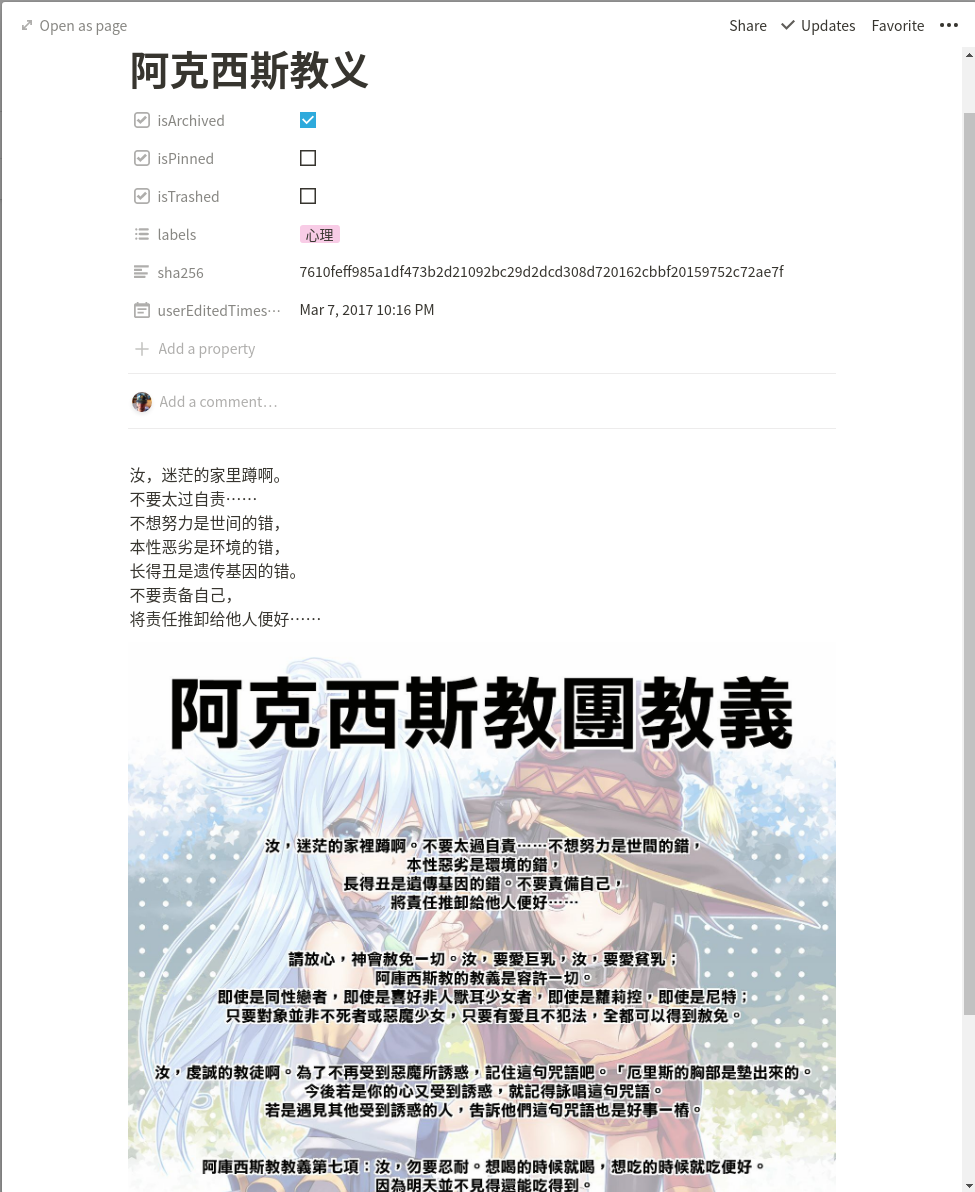 Open as page
Share
Updates
Favorite
阿克西斯教义
isArchived
isPinned
isTrashed
labels 心理
sha256 7610feff985a1df473b2d21092bc29d2dcd308d720162cbbf20159752c72ae7f
userEditedTimes… Mar 7, 2017 10:16 PM
Add a property
Add a comment…
汝，迷茫的家里蹲啊。
不要太过自责……
不想努力是世间的错，
本性恶劣是环境的错，
长得丑是遗传基因的错。
不要责备自己，
将责任推卸给他人便好……
阿克西斯教團教義
汝，迷茫的家裡蹲啊。不要太過自責……不想努力是世間的錯，
本性惡劣是環境的錯，
長得丑是遺傳基因的錯。不要責備自己，
將責任推卸給他人便好……
請放心，神會赦免一切。汝，要愛巨乳，汝，要愛貧乳；
阿庫西斯教的教義是容許一切。
即使是同性戀者，即使是喜好非人獸耳少女者，即使是蘿莉控，即使是尼特；
只要對象並非不死者或惡魔少女，只要有愛且不犯法，全都可以得到赦免。
汝，虔誠的教徒啊。為了不再受到惡魔所誘惑，記住這句咒語吧。「厄里斯的胸部是墊出來的。
今後若是你的心又受到誘惑，就記得詠唱這句咒語。
若是遇見其他受到誘惑的人，告訴他們這句咒語也是好事一樁。
阿庫西斯教教義第七項：汝，勿要忍耐。想喝的時候就喝，想吃的時候就吃便好。
因為明天並不見得還能吃得到。